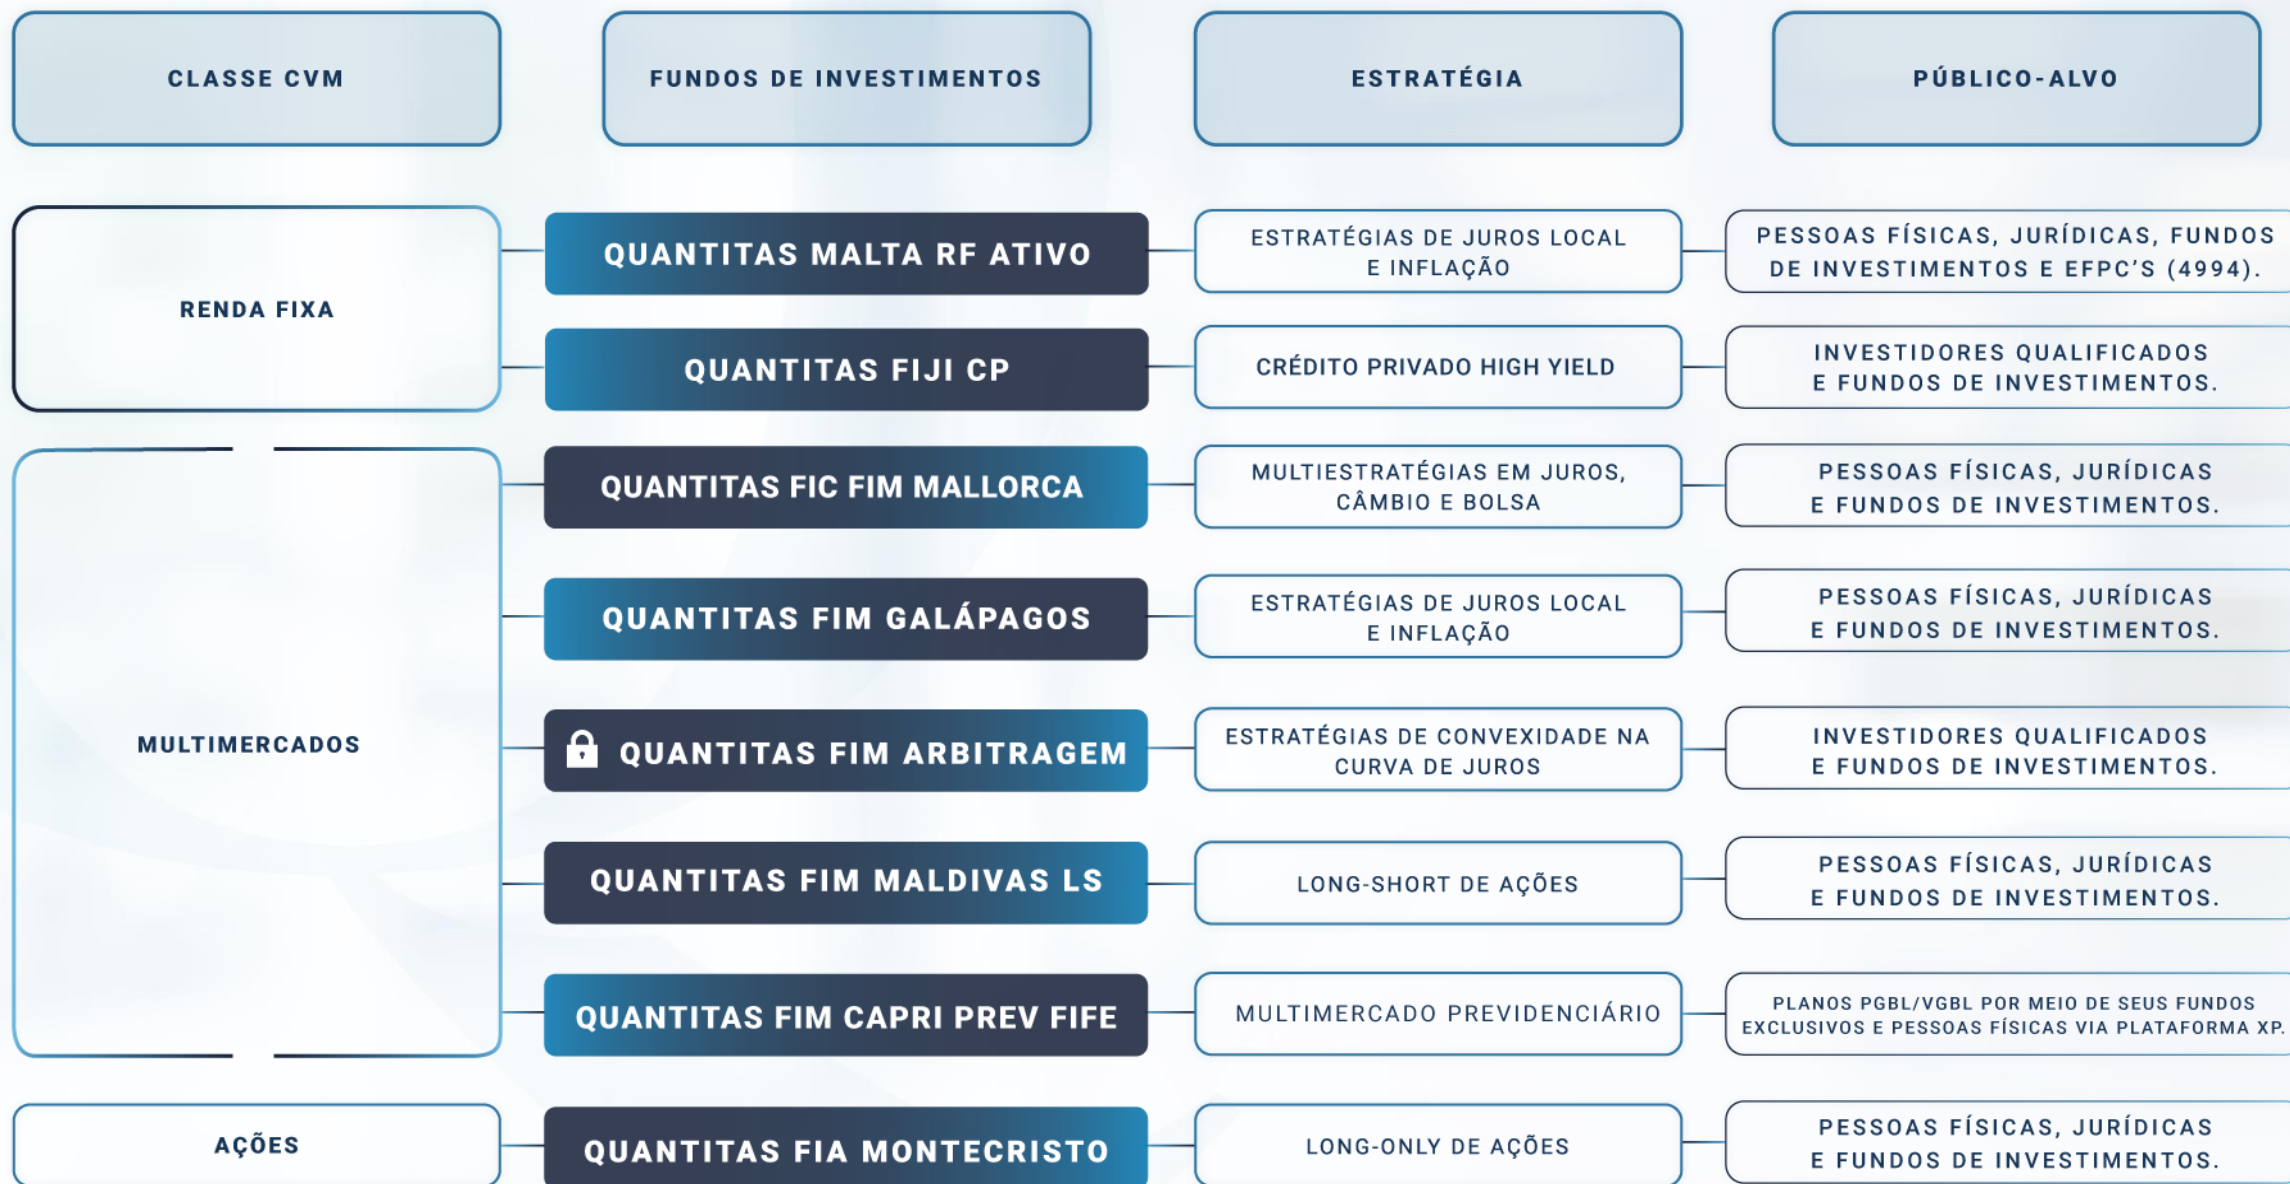 CLASSE CVM
FUNDOS DE INVESTIMENTOS
ESTRATÉGIA
PÚBLICO-ALVO
RENDA FIXA
QUANTITAS MALTA RF ATIVO
ESTRATÉGIAS DE JUROS LOCAL
E INFLAÇÃO
PESSOAS FÍSICAS, JURÍDICAS, FUNDOS
DE INVESTIMENTOS E EFPC'S (4994).
QUANTITAS FIJI CP
CRÉDITO PRIVADO HIGH YIELD
INVESTIDORES QUALIFICADOS
E FUNDOS DE INVESTIMENTOS.
MULTIMERCADOS
QUANTITAS FIC FIM MALLORCA
MULTIESTRATÉGIAS EM JUROS,
CÂMBIO E BOLSA
PESSOAS FÍSICAS, JURÍDICAS
E FUNDOS DE INVESTIMENTOS.
QUANTITAS FIM GALÁPAGOS
ESTRATÉGIAS DE JUROS LOCAL
E INFLAÇÃO
PESSOAS FÍSICAS, JURÍDICAS
E FUNDOS DE INVESTIMENTOS.
QUANTITAS FIM ARBITRAGEM
ESTRATÉGIAS DE CONVEXIDADE NA
CURVA DE JUROS
INVESTIDORES QUALIFICADOS
E FUNDOS DE INVESTIMENTOS.
QUANTITAS FIM MALDIVAS LS
LONG-SHORT DE AÇÕES
PESSOAS FÍSICAS, JURÍDICAS
E FUNDOS DE INVESTIMENTOS.
QUANTITAS FIM CAPRI PREV FIFE
MULTIMERCADO PREVIDENCIÁRIO
PLANOS PGBL/VGBL POR MEIO DE SEUS FUNDOS
EXCLUSIVOS E PESSOAS FÍSICAS VIA PLATAFORMA XP.
AÇÕES
QUANTITAS FIA MONTECRISTO
LONG-ONLY DE AÇÕES
PESSOAS FÍSICAS, JURÍDICAS
E FUNDOS DE INVESTIMENTOS.